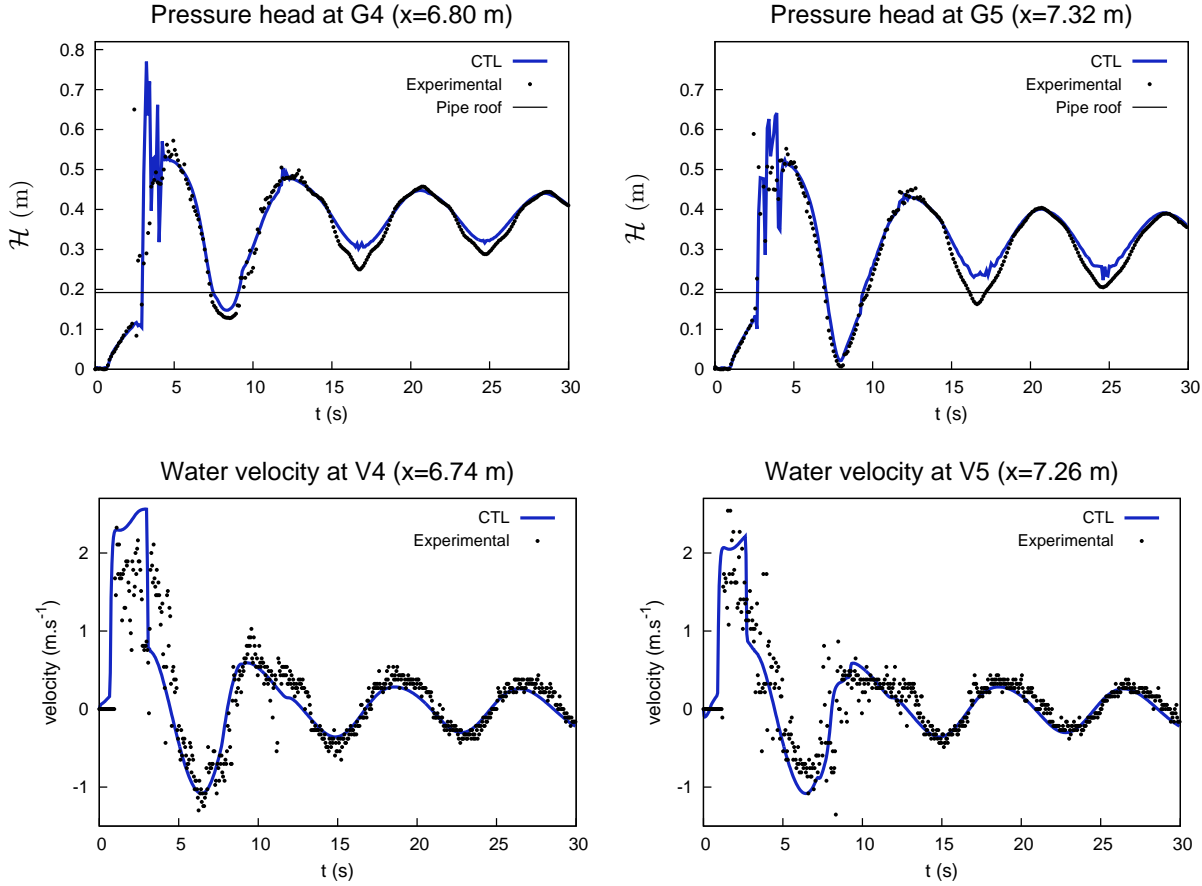 Pressure head at G4 (x=6.80 m)
0.8
0.7
0.6
0.5
0.4
0.3
0.2
0.1
0
ℋ (m)
CTL
Experimental
Pipe roof
0 5 10 15 20 25 30
t (s)
Pressure head at G5 (x=7.32 m)
0.8
0.7
0.6
0.5
0.4
0.3
0.2
0.1
0
ℋ (m)
CTL
Experimental
Pipe roof
0 5 10 15 20 25 30
t (s)
Water velocity at V4 (x=6.74 m)
2
1
0
-1
velocity (m.s⁻¹)
CTL
Experimental
0 5 10 15 20 25 30
t (s)
Water velocity at V5 (x=7.26 m)
2
1
0
-1
velocity (m.s⁻¹)
CTL
Experimental
0 5 10 15 20 25 30
t (s)